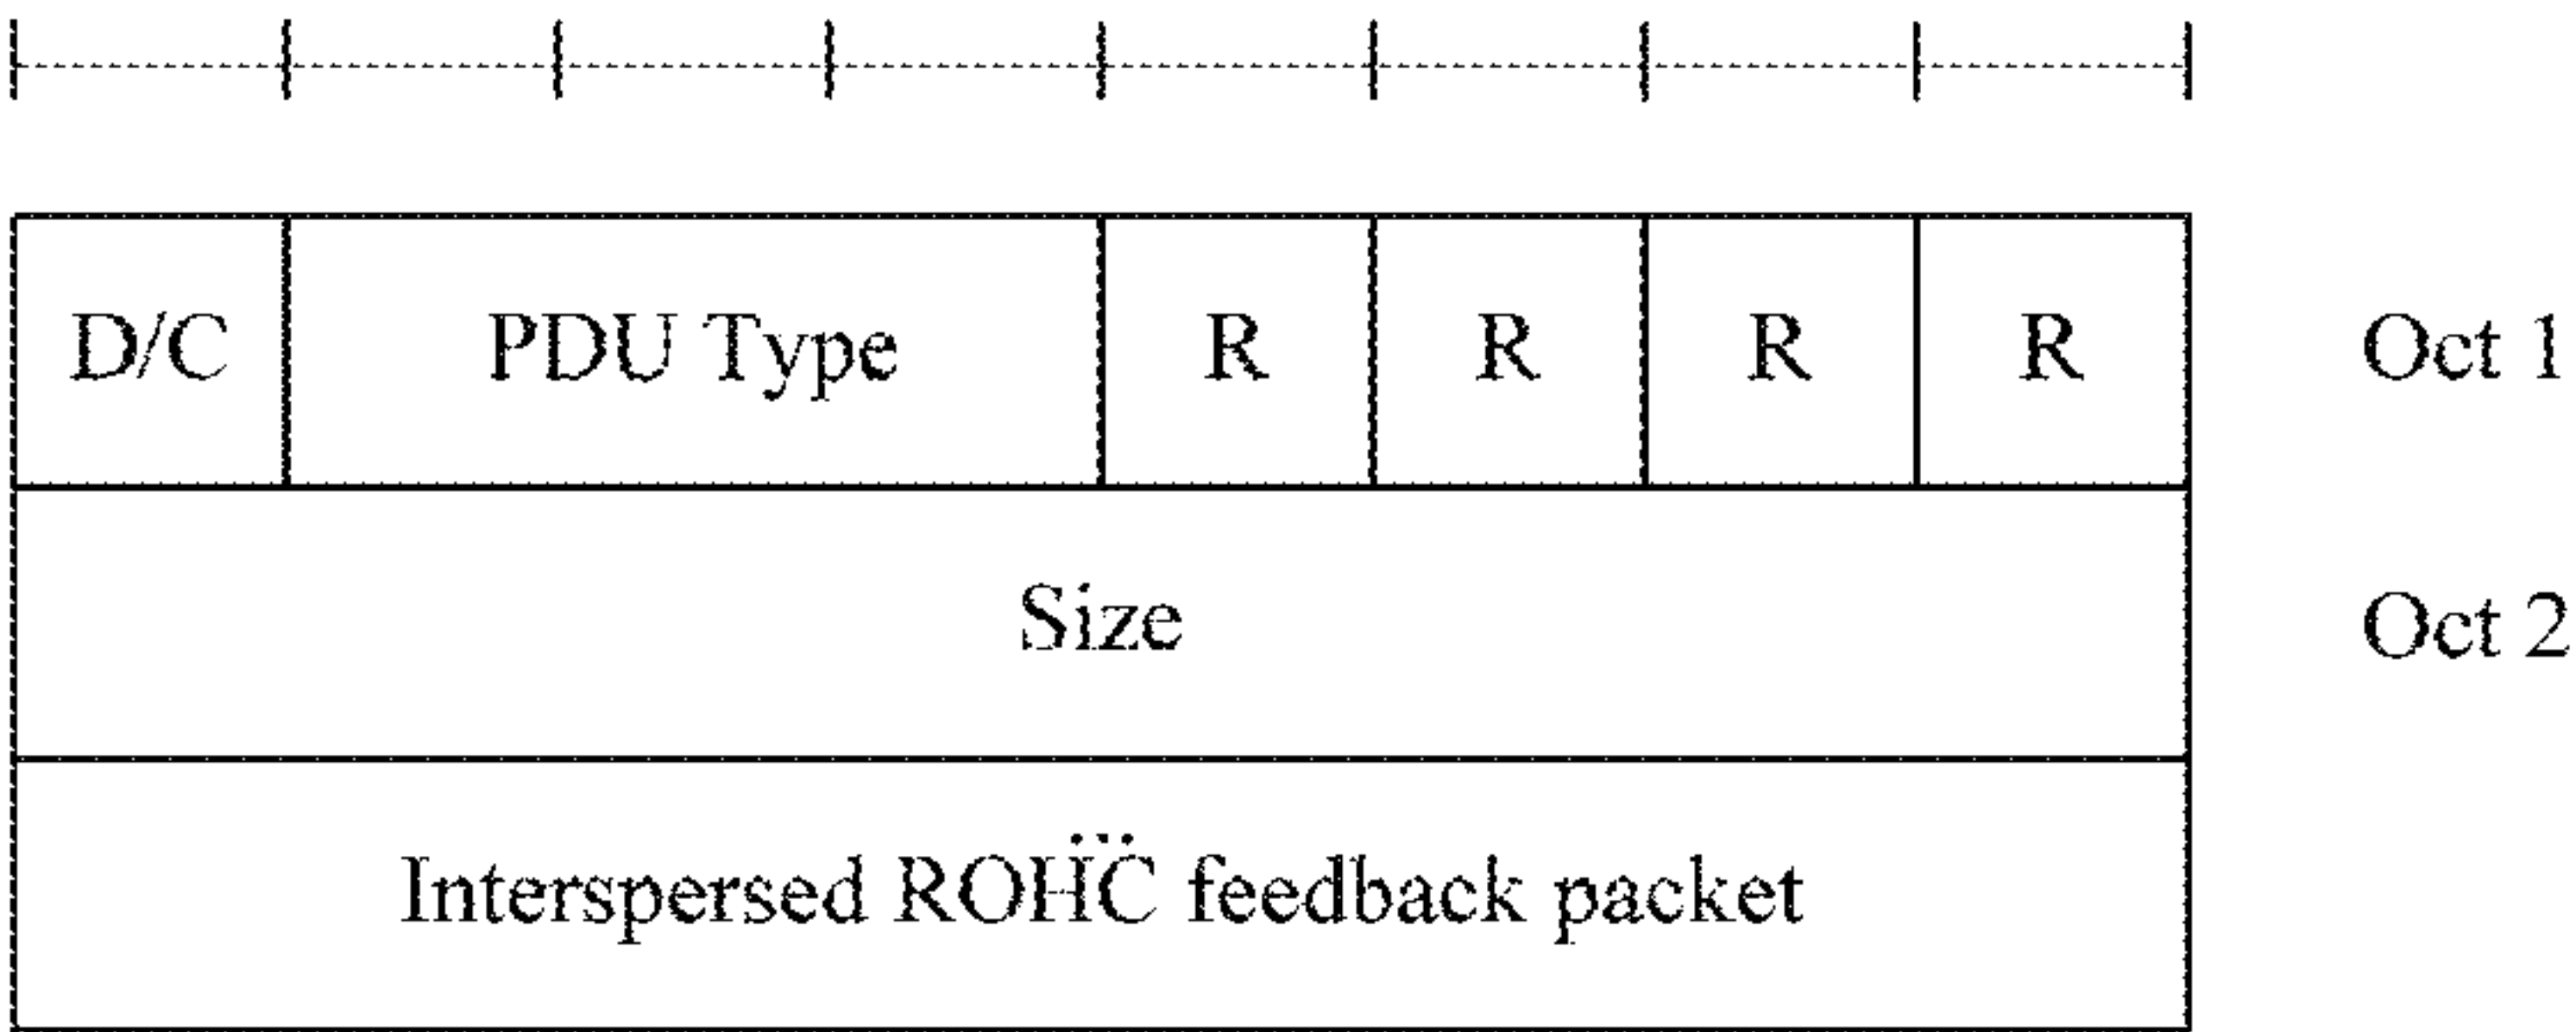 D/C PDU Type R R R R Oct 1
Size Oct 2
...
Interspersed ROHC feedback packet